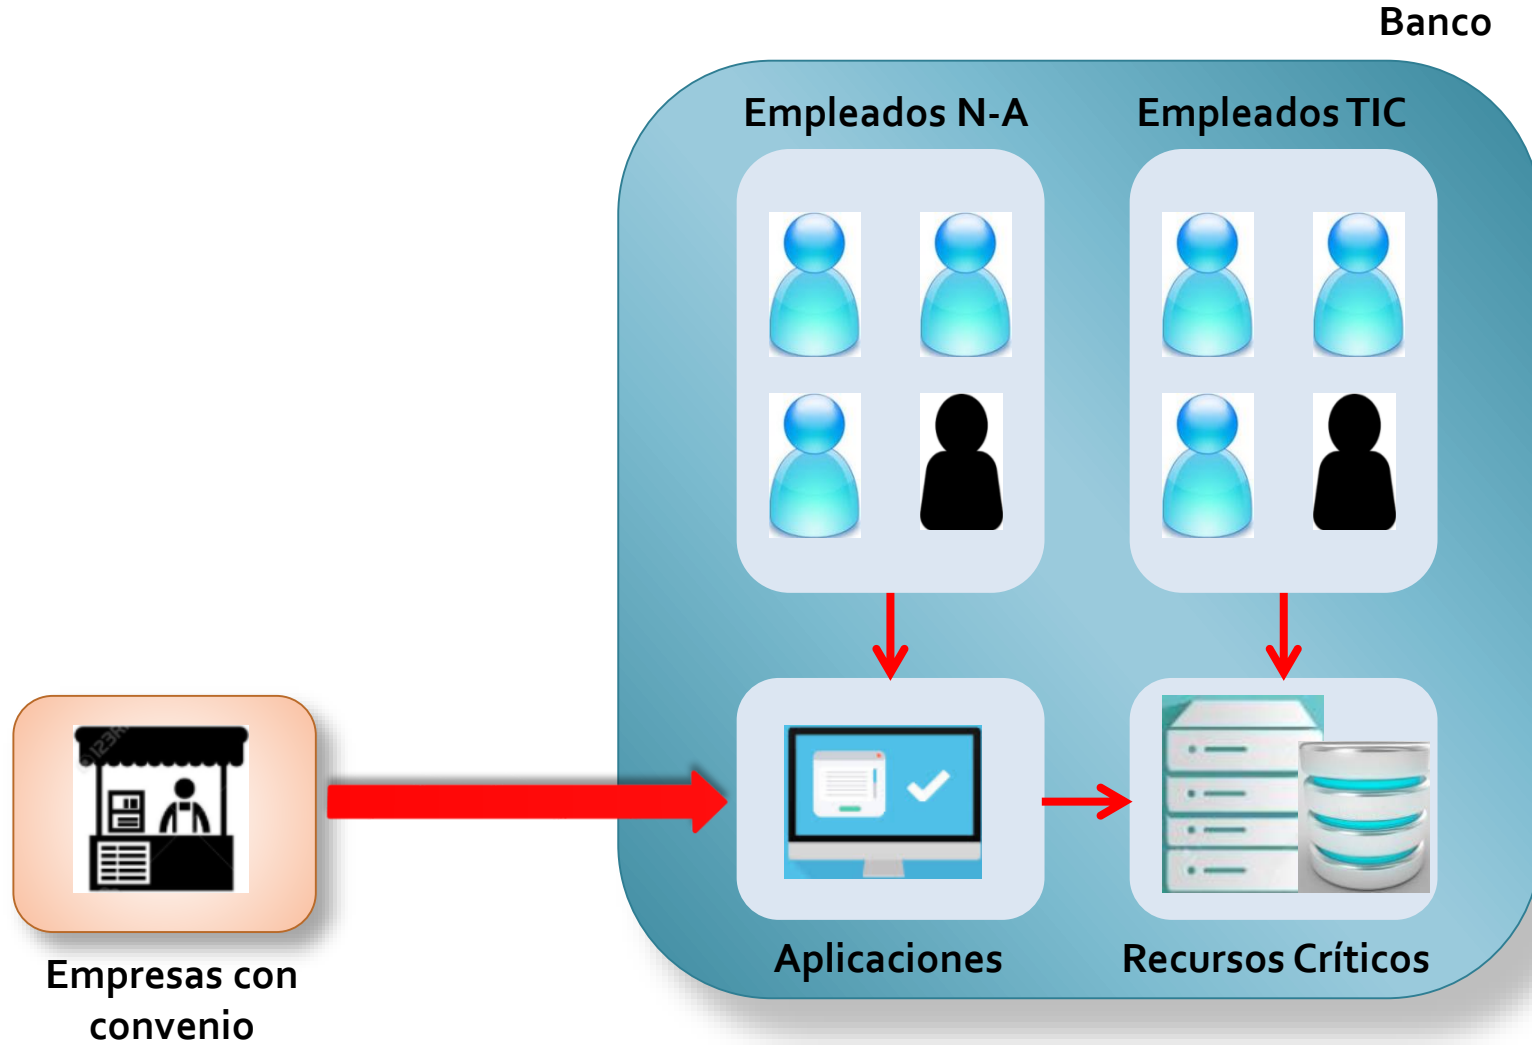 Banco
Empleados N-A
Empleados TIC
Aplicaciones
Recursos Críticos
Empresas con
convenio